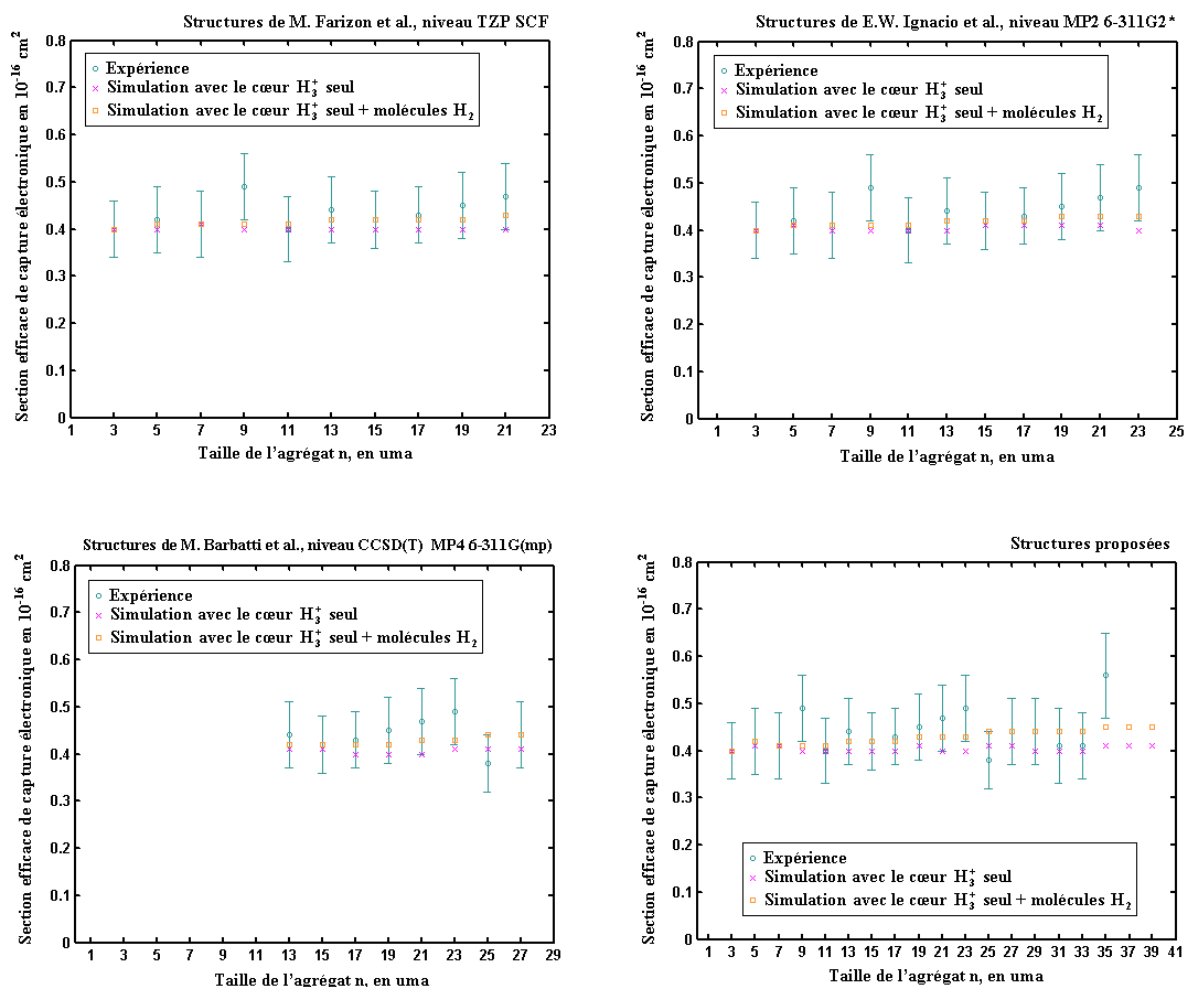 Structures de M. Farizon et al., niveau TZP SCF
Section efficace de capture électronique en 10⁻¹⁶ cm²
0.8
0.7
0.6
0.5
0.4
0.3
0.2
0.1
0
Expérience
Simulation avec le cœur H₃⁺ seul
Simulation avec le cœur H₃⁺ seul + molécules H₂
1 3 5 7 9 11 13 15 17 19 21 23
Taille de l'agrégat n, en uma
Structures de E.W. Ignacio et al., niveau MP2 6-311G2*
Section efficace de capture électronique en 10⁻¹⁶ cm²
0.8
0.7
0.6
0.5
0.4
0.3
0.2
0.1
0
Expérience
Simulation avec le cœur H₃⁺ seul
Simulation avec le cœur H₃⁺ seul + molécules H₂
1 3 5 7 9 11 13 15 17 19 21 23 25
Taille de l'agrégat n, en uma
Structures de M. Barbatti et al., niveau CCSD(T) MP4 6-311G(mp)
Section efficace de capture électronique en 10⁻¹⁶ cm²
0.8
0.7
0.6
0.5
0.4
0.3
0.2
0.1
0
Expérience
Simulation avec le cœur H₃⁺ seul
Simulation avec le cœur H₃⁺ seul + molécules H₂
1 3 5 7 9 11 13 15 17 19 21 23 25 27 29
Taille de l'agrégat n, en uma
Structures proposées
Section efficace de capture électronique en 10⁻¹⁶ cm²
0.8
0.7
0.6
0.5
0.4
0.3
0.2
0.1
0
Expérience
Simulation avec le cœur H₃⁺ seul
Simulation avec le cœur H₃⁺ seul + molécules H₂
1 3 5 7 9 11 13 15 17 19 21 23 25 27 29 31 33 35 37 39 41
Taille de l'agrégat n, en uma